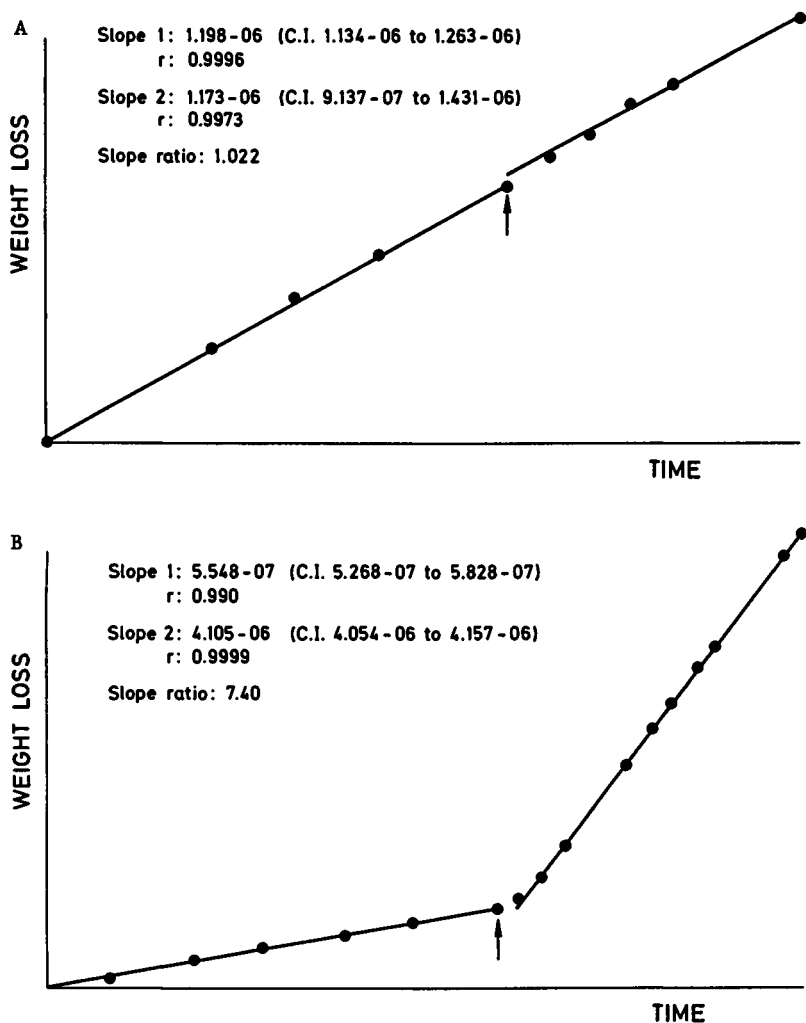 A
Slope 1: 1.198-06 (C.I. 1.134-06 to 1.263-06)
r: 0.9996
Slope 2: 1.173-06 (C.I. 9.137-07 to 1.431-06)
r: 0.9973
Slope ratio: 1.022
WEIGHT LOSS
TIME
B
Slope 1: 5.548-07 (C.I. 5.268-07 to 5.828-07)
r: 0.990
Slope 2: 4.105-06 (C.I. 4.054-06 to 4.157-06)
r: 0.9999
Slope ratio: 7.40
WEIGHT LOSS
TIME